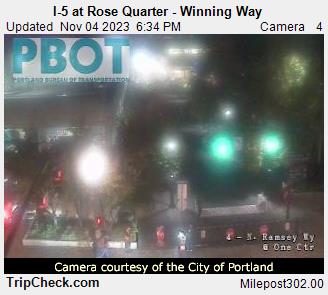 I-5 at Rose Quarter - Winning Way
Updated Nov 04 2023 6:34 PM Camera 4
PBOT
PORTLAND BUREAU OF TRANSPORTATION
4 - N. Ramsey Wy
@ One Ctr
Camera courtesy of the City of Portland
TripCheck.com Milepost302.00